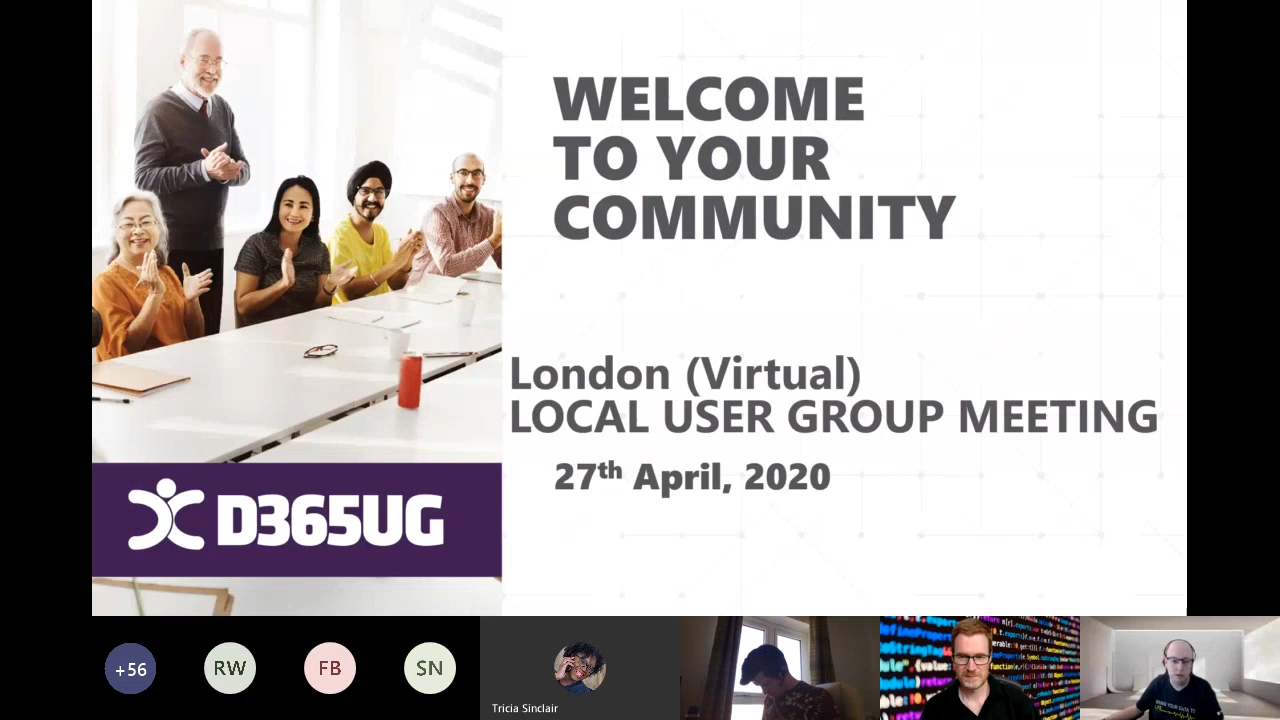 WELCOME
TO YOUR
COMMUNITY
London (Virtual)
LOCAL USER GROUP MEETING
27th April, 2020
D365UG
+56
RW
FB
SN
Tricia Sinclair